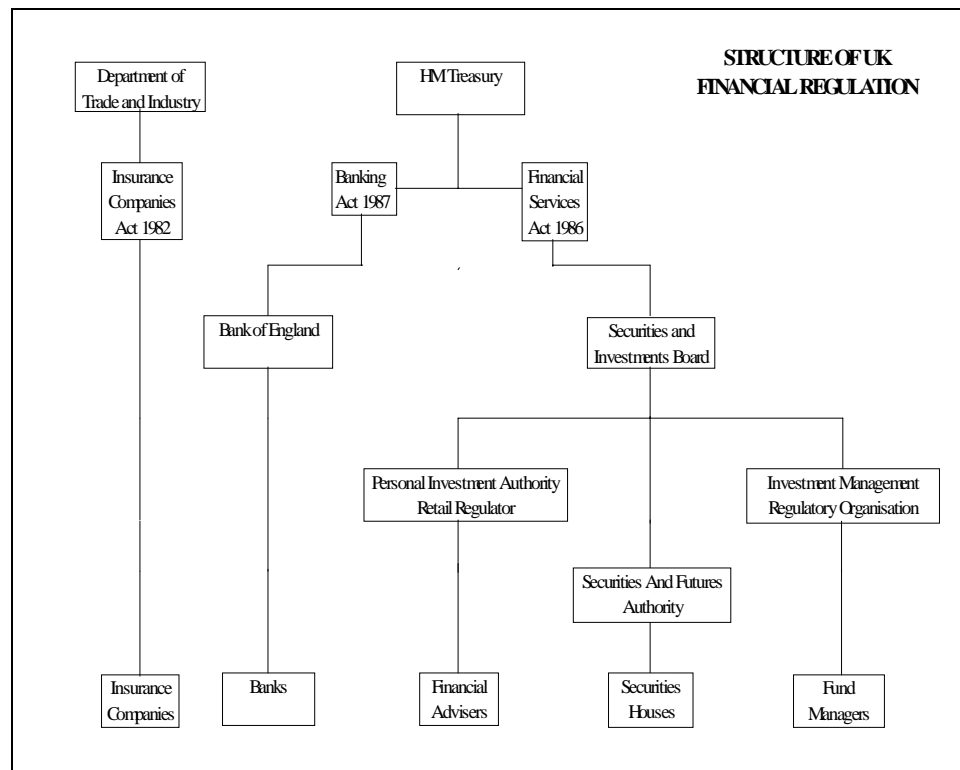 STRUCTURE OF UK
FINANCIAL REGULATION
Department of
Trade and Industry
HM Treasury
Insurance
Companies
Act 1982
Banking
Act 1987
Financial
Services
Act 1986
Bank of England
Securities and
Investments Board
Personal Investment Authority
Retail Regulator
Investment Management
Regulatory Organisation
Securities And Futures
Authority
Insurance
Companies
Banks
Financial
Advisers
Securities
Houses
Fund
Managers